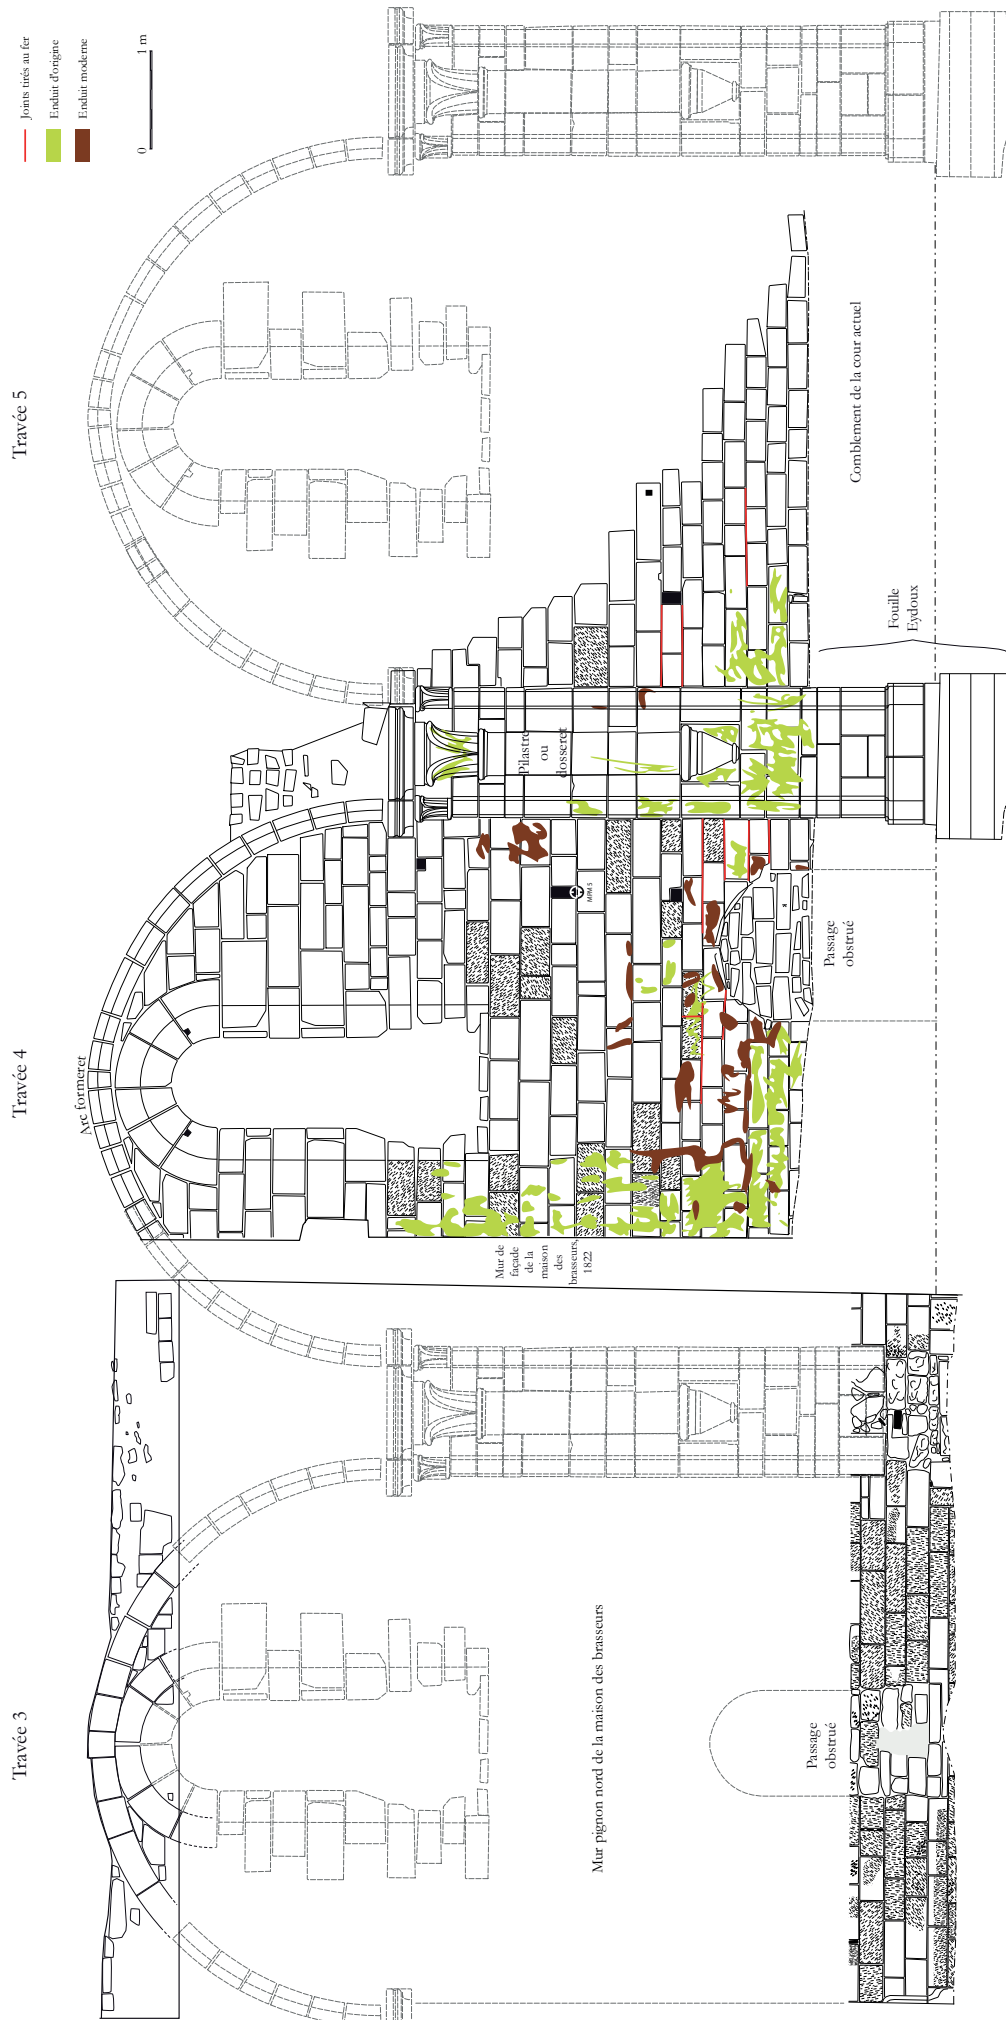 Travée 3
Travée 4
Travée 5
Joints tirés au fer
Enduit d'origine
Enduit moderne
0
1 m
Arc formeret
Pilastre
ou
dosseret
MPM 5
Mur de
façade
de la
maison
des
brasseurs,
1822
Mur pignon nord de la maison des brasseurs
Passage
obstrué
Passage
obstrué
Comblement de la cour actuel
Fouille
Eydoux